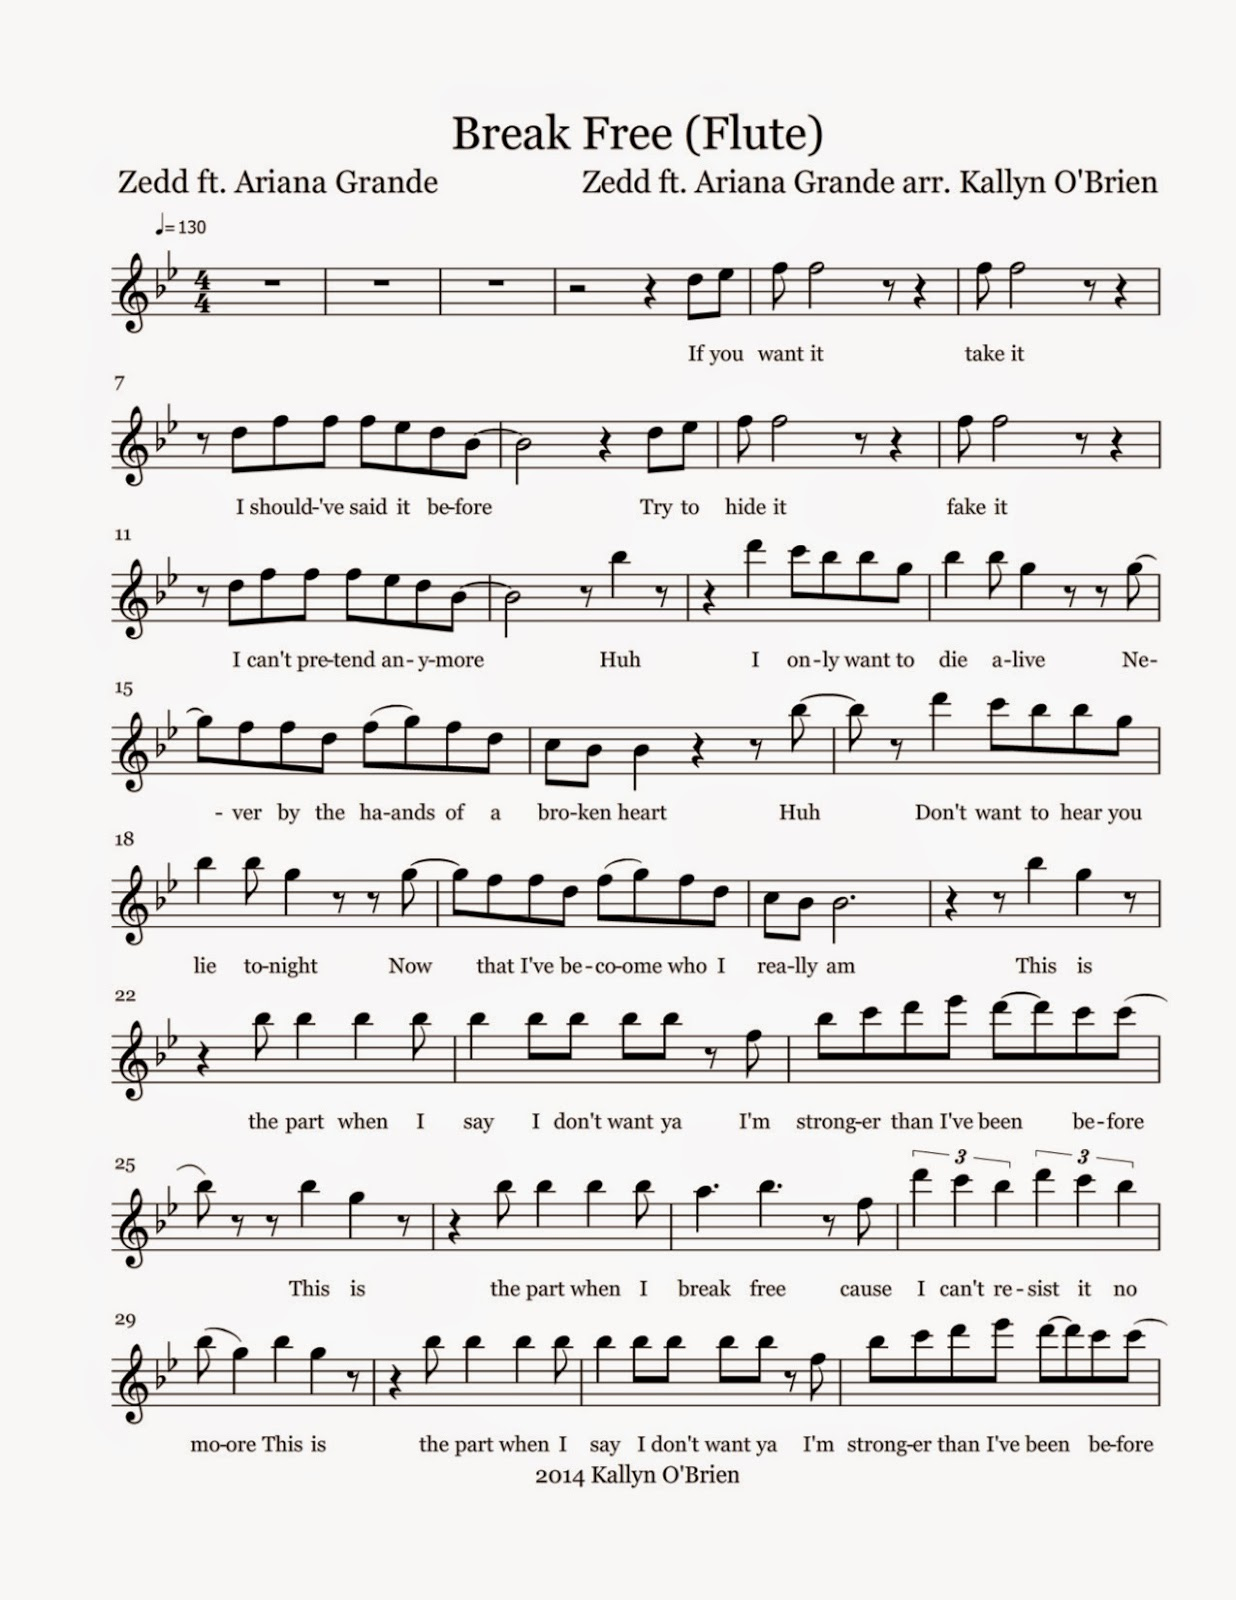 Break Free (Flute)
Zedd ft. Ariana Grande
Zedd ft. Ariana Grande arr. Kallyn O'Brien
♩=130
4
4
If you want it take it
7
I should-'ve said it be-fore Try to hide it fake it
11
I can't pre-tend an-y-more Huh I on-ly want to die a-live Ne-
15
- ver by the ha-ands of a bro-ken heart Huh Don't want to hear you
18
lie to-night Now that I've be-co-ome who I rea-lly am This is
22
the part when I say I don't want ya I'm strong-er than I've been be-fore
25
3 3
This is the part when I break free cause I can't re-sist it no
29
mo-ore This is the part when I say I don't want ya I'm strong-er than I've been be-fore
2014 Kallyn O'Brien